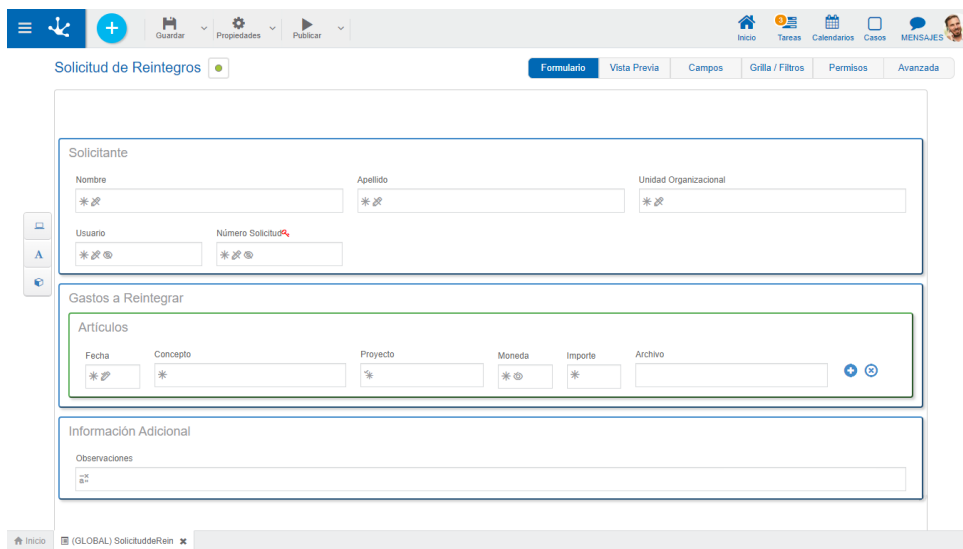 Guardar Propiedades Publicar Inicio 3 Tareas Calendarios Casos MENSAJES
Solicitud de Reintegros Formulario Vista Previa Campos Grilla / Filtros Permisos Avanzada
Solicitante
Nombre Apellido Unidad Organizacional
Usuario Número Solicitud
A
Gastos a Reintegrar
Artículos
Fecha Concepto Proyecto Moneda Importe Archivo
Información Adicional
Observaciones
Inicio (GLOBAL) SolicituddeRein